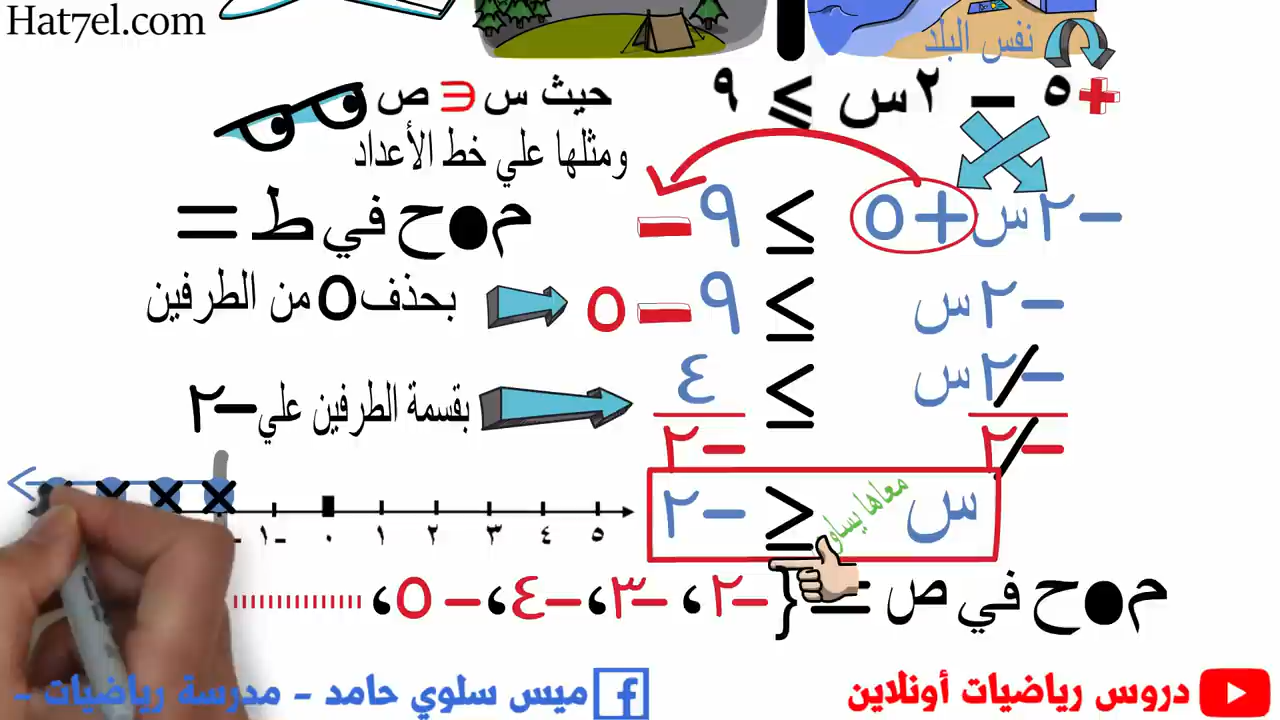 Hat7el.com
نفس البلد
+٥ − ٢س ≥ ٩ حيث س ∈ ص
ومثلها علي خط الأعداد
−٢س +٥ ≥ ٩ −
م●ح في ط =
−٢س ≥ ٩ − ٥
بحذف ٥ من الطرفين
−٢س ≥ ٤
بقسمة الطرفين علي −٢
−٢ −٢
س ≤ −٢
معاها يساوي
−١ ٠ ١ ٢ ٣ ٤ ٥
م●ح في ص = {−٢، −٣، −٤، −٥، ............
دروس رياضيات أونلاين
ميس سلوي حامد - مدرسة رياضيات -